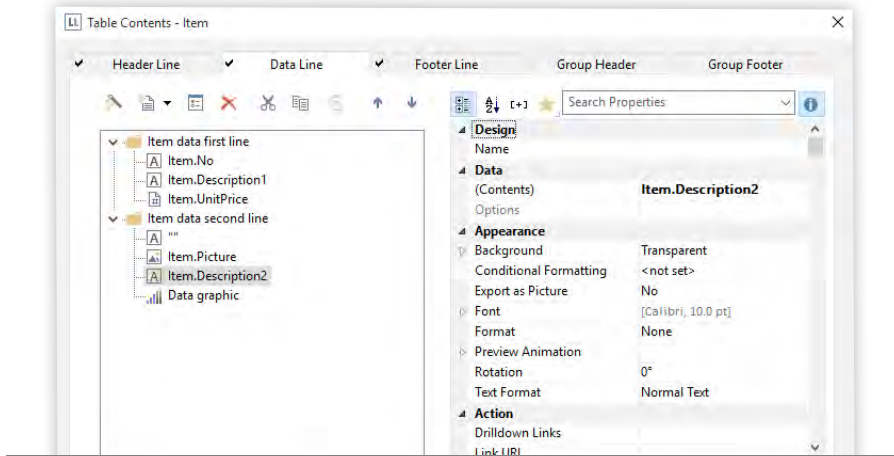 LL Table Contents - Item
Header Line Data Line Footer Line Group Header Group Footer
Search Properties
Item data first line
Item.No
Item.Description1
Item.UnitPrice
Item data second line
""
Item.Picture
Item.Description2
Data graphic
Design
Name
Data
(Contents) Item.Description2
Options
Appearance
Background Transparent
Conditional Formatting <not set>
Export as Picture No
Font [Calibri, 10.0 pt]
Format None
Preview Animation
Rotation 0°
Text Format Normal Text
Action
Drilldown Links
Link URL